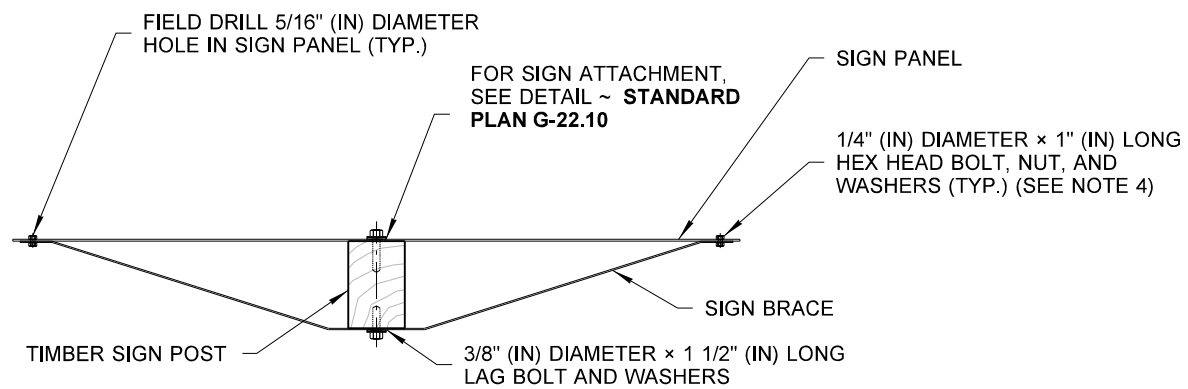 FIELD DRILL 5/16" (IN) DIAMETER
HOLE IN SIGN PANEL (TYP.)
FOR SIGN ATTACHMENT,
SEE DETAIL ~ STANDARD
PLAN G-22.10
SIGN PANEL
1/4" (IN) DIAMETER × 1" (IN) LONG
HEX HEAD BOLT, NUT, AND
WASHERS (TYP.) (SEE NOTE 4)
SIGN BRACE
TIMBER SIGN POST
3/8" (IN) DIAMETER × 1 1/2" (IN) LONG
LAG BOLT AND WASHERS